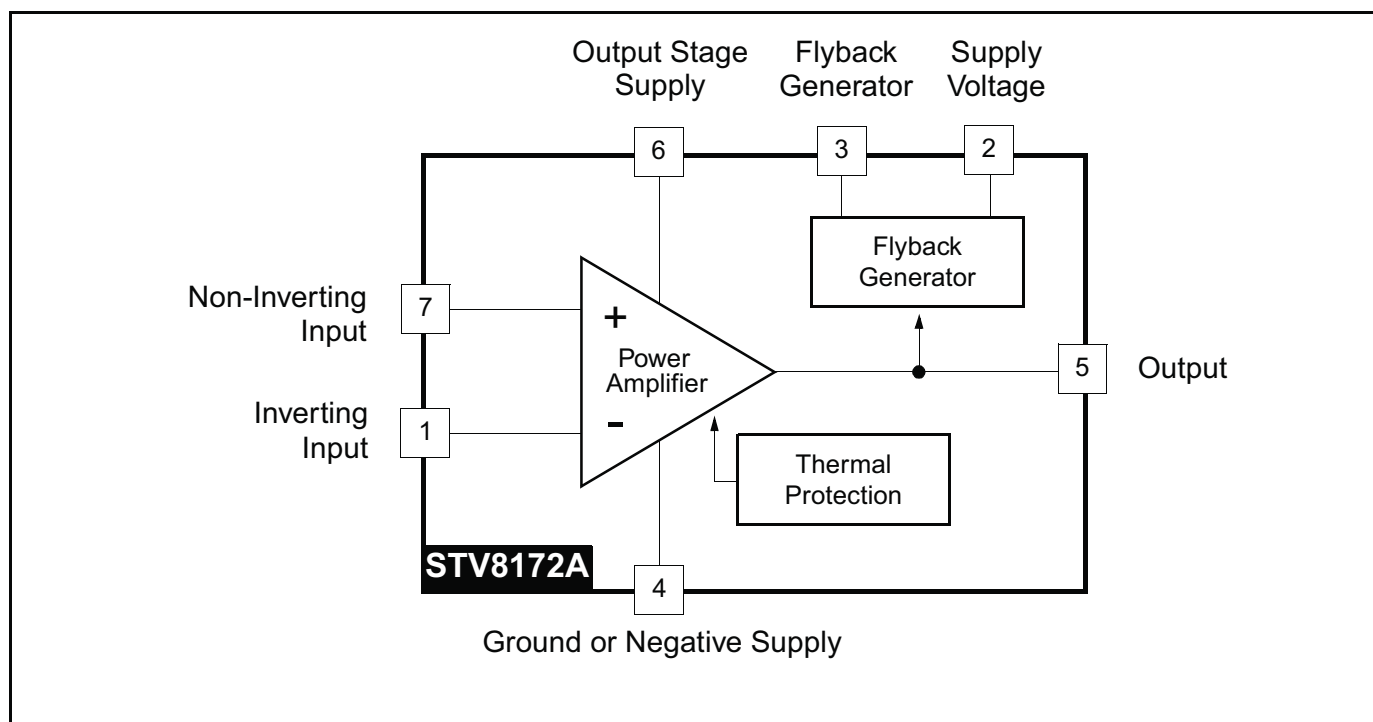 Output Stage
Supply
Flyback
Generator
Supply
Voltage
6
3
2
Flyback
Generator
Non-Inverting
Input
7
+
Power
Amplifier
5
Output
Inverting
Input
1
-
Thermal
Protection
STV8172A
4
Ground or Negative Supply